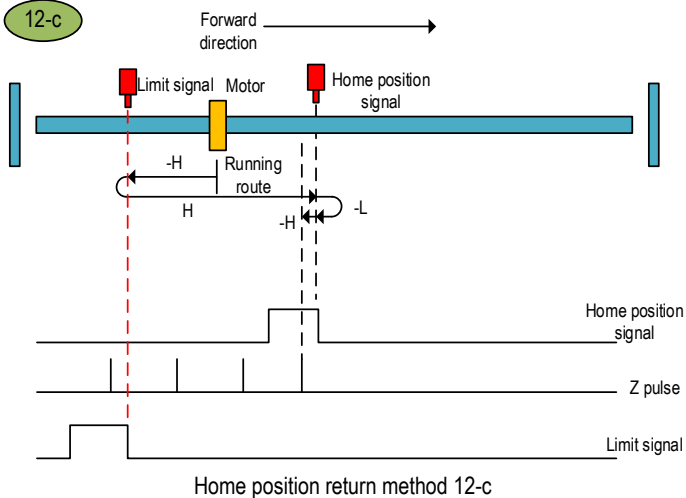 12-c
Forward
direction
Limit signal
Motor
Home position
signal
-H
Running
route
H
-H
-L
Home position
signal
Z pulse
Limit signal
Home position return method 12-c